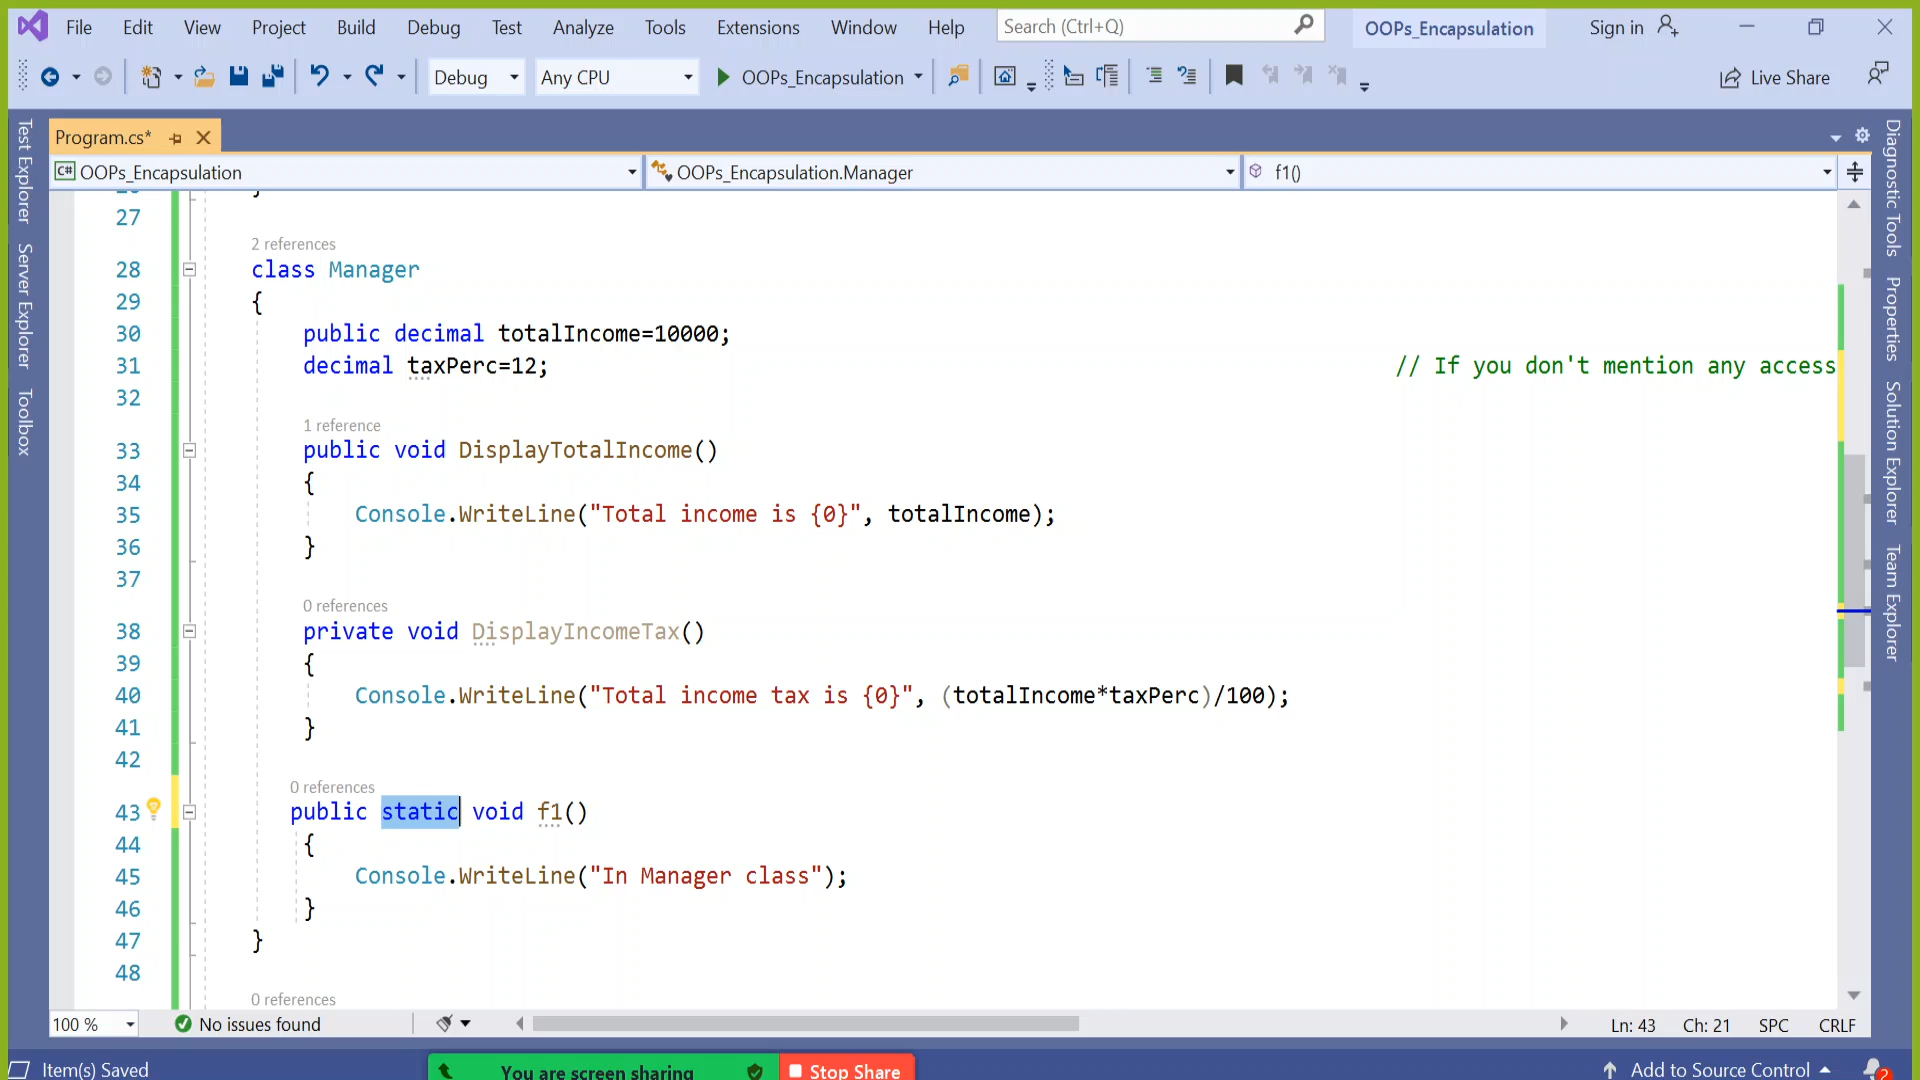 File Edit View Project Build Debug Test Analyze Tools Extensions Window Help Search (Ctrl+Q) OOPs_Encapsulation Sign in
Debug Any CPU OOPs_Encapsulation Live Share
Program.cs*
C# OOPs_Encapsulation OOPs_Encapsulation.Manager f1()
Test Explorer
Server Explorer
Toolbox
27
2 references
28 class Manager
29 {
30 public decimal totalIncome=10000;
31 decimal taxPerc=12; // If you don't mention any access
32
1 reference
33 public void DisplayTotalIncome()
34 {
35 Console.WriteLine("Total income is {0}", totalIncome);
36 }
37
0 references
38 private void DisplayIncomeTax()
39 {
40 Console.WriteLine("Total income tax is {0}", (totalIncome*taxPerc)/100);
41 }
42
0 references
43 public static void f1()
44 {
45 Console.WriteLine("In Manager class");
46 }
47 }
48
0 references
Diagnostic Tools
Properties
Solution Explorer
Team Explorer
100 % No issues found Ln: 43 Ch: 21 SPC CRLF
Item(s) Saved You are screen sharing Stop Share Add to Source Control 2